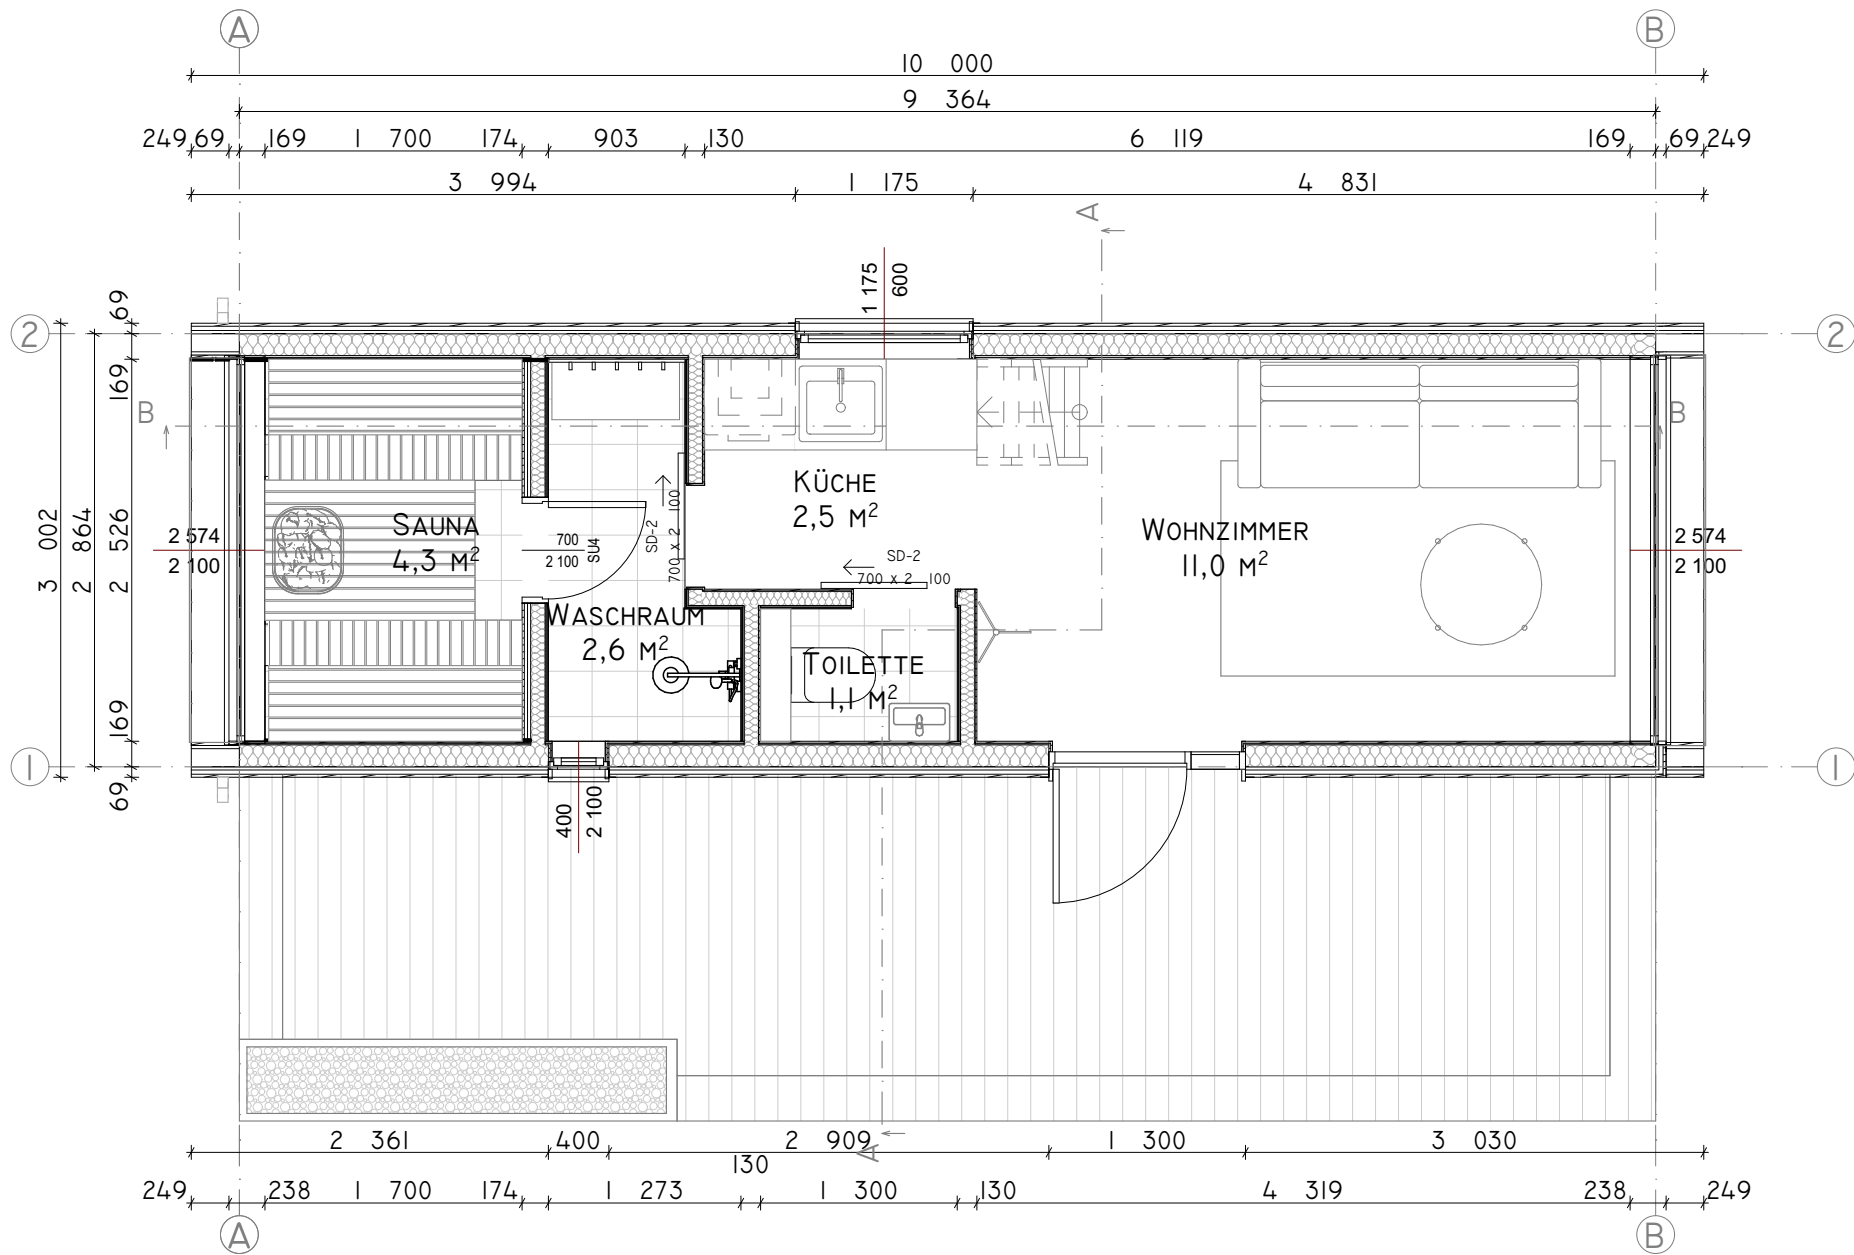 A B
10 000
9 364
249 69 169 1 700 174 903 130 6 119 169 69 249
3 994 1 175 4 831
A
1 175
600
2 2
69
169
3 002
2 864
2 526
169
69
B B
KÜCHE
2,5 M²
SAUNA
4,3 M²
WOHNZIMMER
11,0 M²
2 574
2 100
2 574
2 100
700
2 100
SU4
SD-2
700 x 2 100
SD-2
700 x 2 100
WASCHRAUM
2,6 M²
TOILETTE
1,1 M²
1 1
400
2 100
2 361 400 2 909 1 300 3 030
A
130
249 238 1 700 174 1 273 1 300 130 4 319 238 249
A B